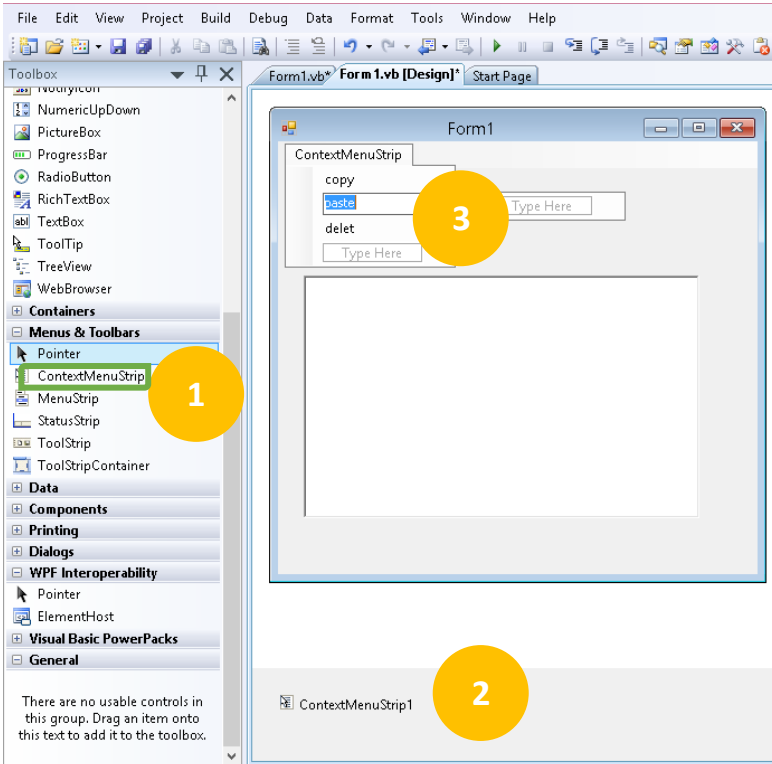 File Edit View Project Build Debug Data Format Tools Window Help
Toolbox
Form1.vb* Form1.vb [Design]* Start Page
NotifyIcon
NumericUpDown
PictureBox
ProgressBar
RadioButton
RichTextBox
abl TextBox
ToolTip
TreeView
WebBrowser
Containers
Menus & Toolbars
Pointer
ContextMenuStrip
MenuStrip
StatusStrip
ToolStrip
ToolStripContainer
Data
Components
Printing
Dialogs
WPF Interoperability
Pointer
ElementHost
Visual Basic PowerPacks
General
There are no usable controls in
this group. Drag an item onto
this text to add it to the toolbox.
1
Form1
ContextMenuStrip
copy
paste
Type Here
delet
Type Here
3
ContextMenuStrip1
2